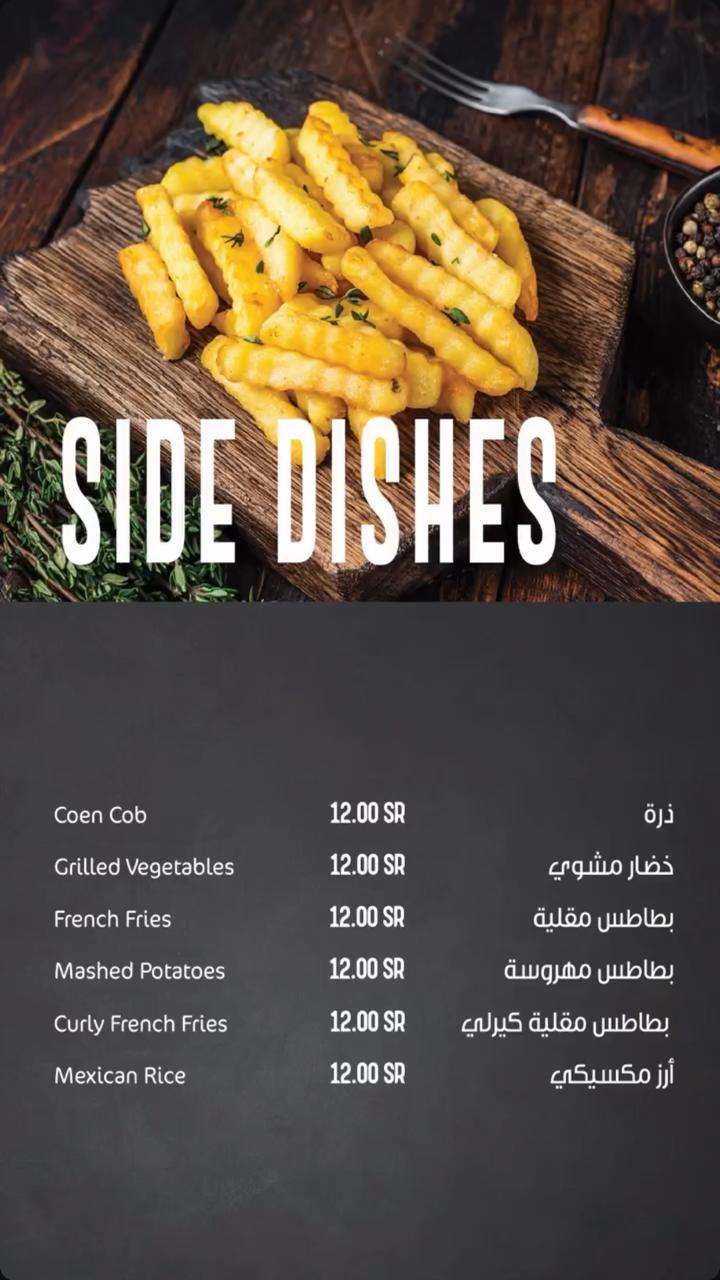 SIDE DISHES
Coen Cob 12.00 SR ذرة
Grilled Vegetables 12.00 SR خضار مشوي
French Fries 12.00 SR بطاطس مقلية
Mashed Potatoes 12.00 SR بطاطس مهروسة
Curly French Fries 12.00 SR بطاطس مقلية كيرلي
Mexican Rice 12.00 SR أرز مكسيكي